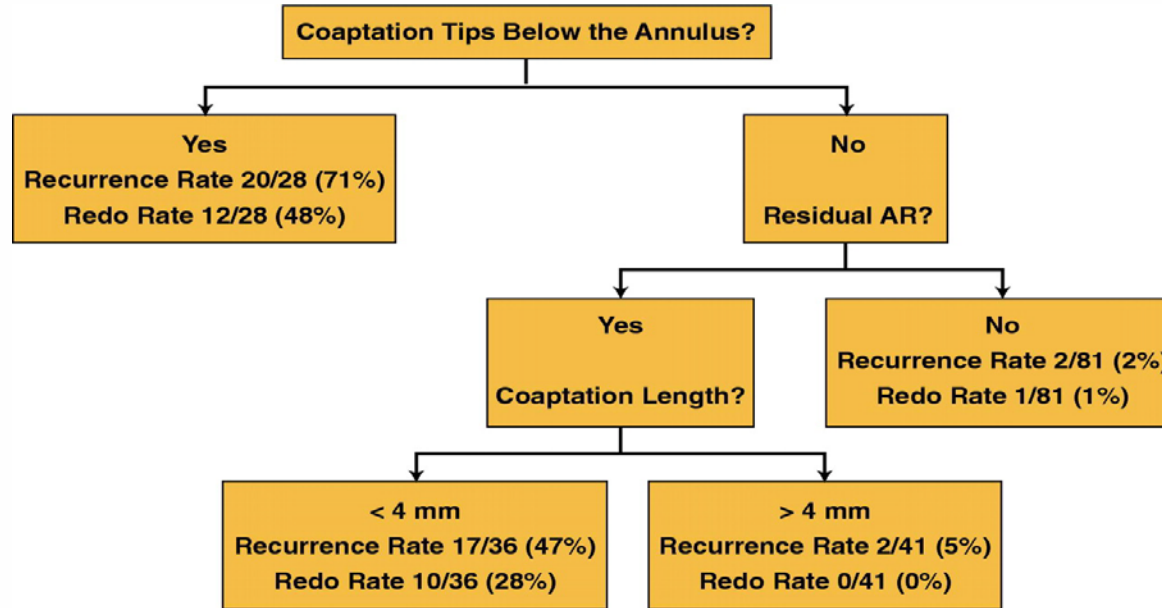 Coaptation Tips Below the Annulus?
Yes
Recurrence Rate 20/28 (71%)
Redo Rate 12/28 (48%)
No
Residual AR?
Yes
Coaptation Length?
No
Recurrence Rate 2/81 (2%)
Redo Rate 1/81 (1%)
< 4 mm
Recurrence Rate 17/36 (47%)
Redo Rate 10/36 (28%)
> 4 mm
Recurrence Rate 2/41 (5%)
Redo Rate 0/41 (0%)